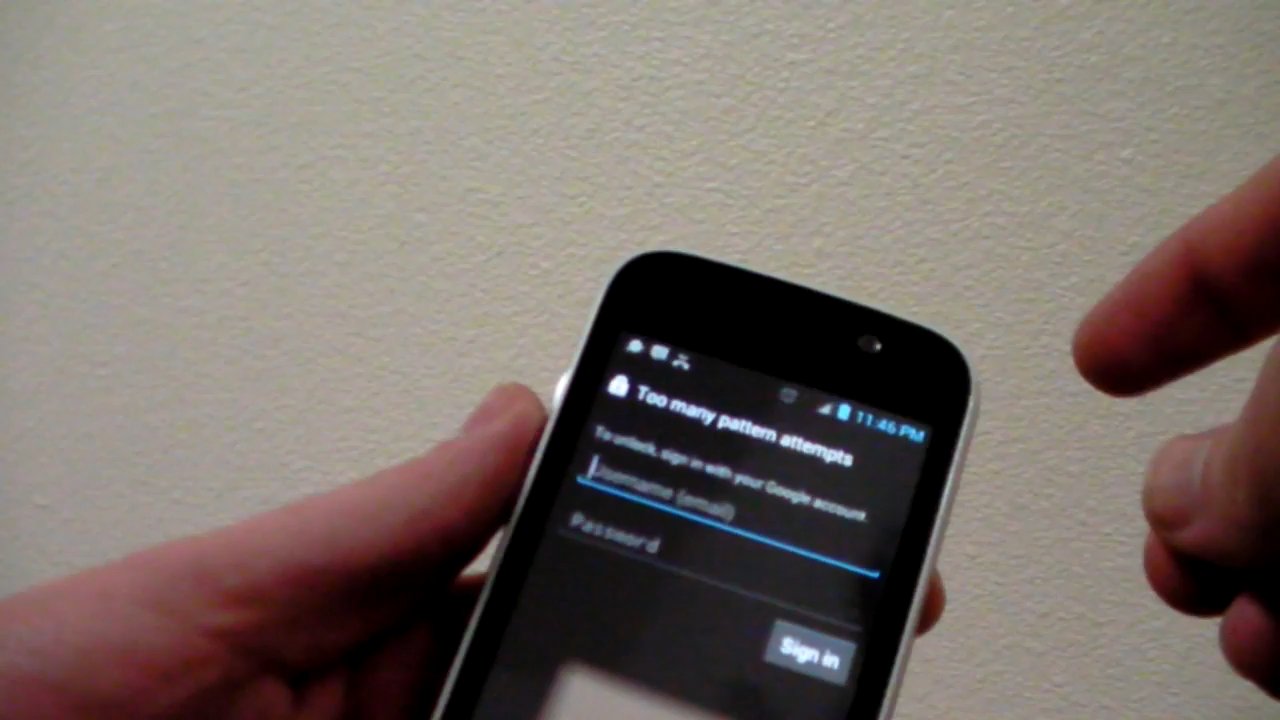 11:46 PM
Too many pattern attempts
To unlock, sign in with your Google account.
Username (email)
Password
Sign in